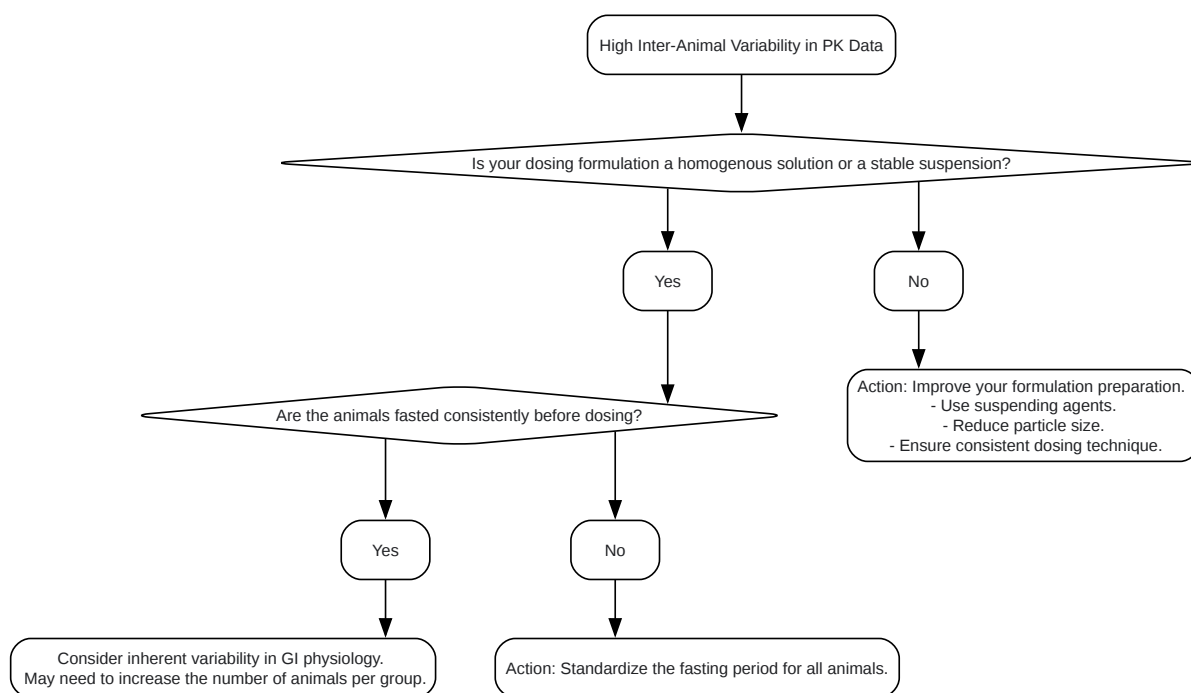 High Inter-Animal Variability in PK Data
Is your dosing formulation a homogenous solution or a stable suspension?
Yes
No
Action: Improve your formulation preparation.
- Use suspending agents.
- Reduce particle size.
- Ensure consistent dosing technique.
Are the animals fasted consistently before dosing?
Yes
No
Consider inherent variability in GI physiology.
May need to increase the number of animals per group.
Action: Standardize the fasting period for all animals.